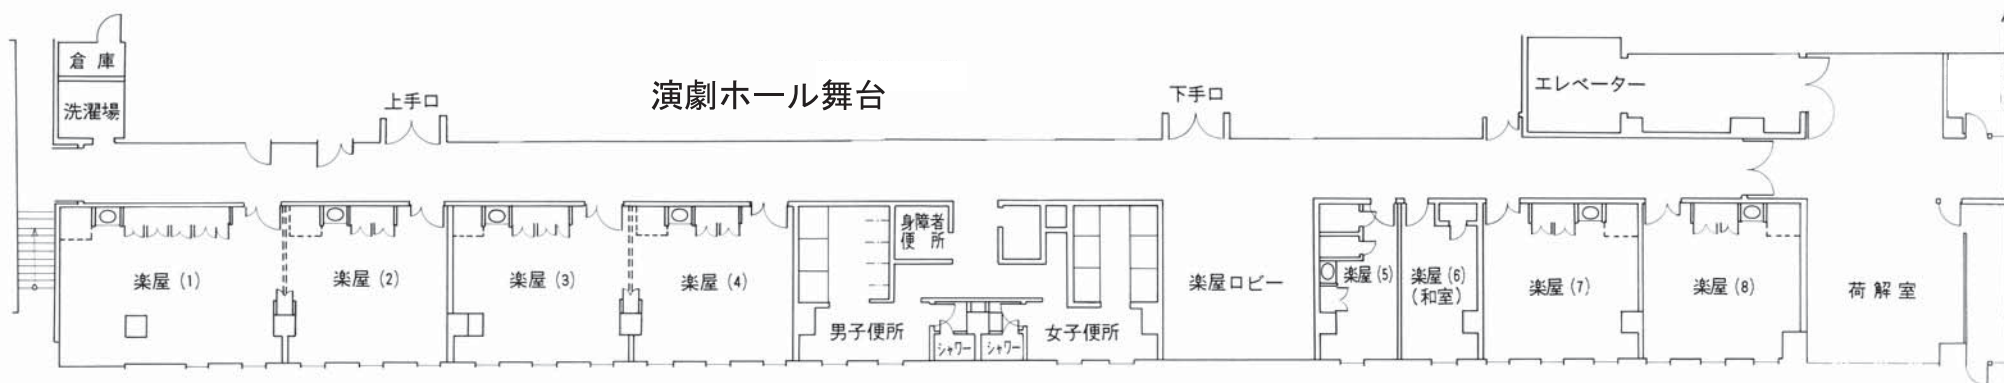 倉庫
洗濯場
上手口
演劇ホール舞台
下手口
エレベーター
楽屋(1)
楽屋(2)
楽屋(3)
楽屋(4)
身障者
便所
男子便所
シャワー
シャワー
女子便所
楽屋ロビー
楽屋(5)
楽屋(6)
(和室)
楽屋(7)
楽屋(8)
荷解室